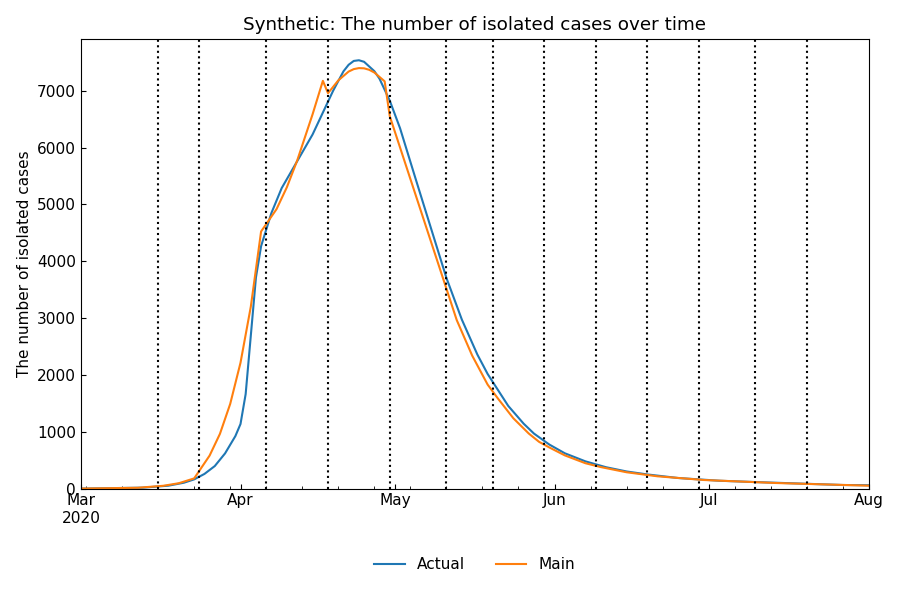 Synthetic: The number of isolated cases over time
The number of isolated cases
7000
6000
5000
4000
3000
2000
1000
0
Mar Apr May Jun Jul Aug
2020
Actual Main